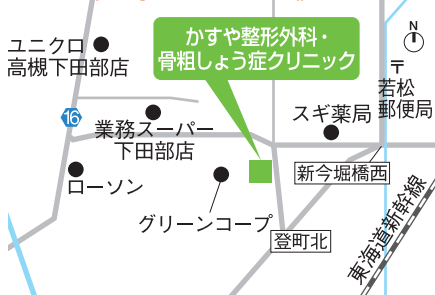 かすや整形外科・
骨粗しょう症クリニック
N
ユニクロ
高槻下田部店
〒
若松
郵便局
16
業務スーパー
下田部店
スギ薬局
新今堀橋西
ローソン
グリーンコープ
登町北
東海道新幹線